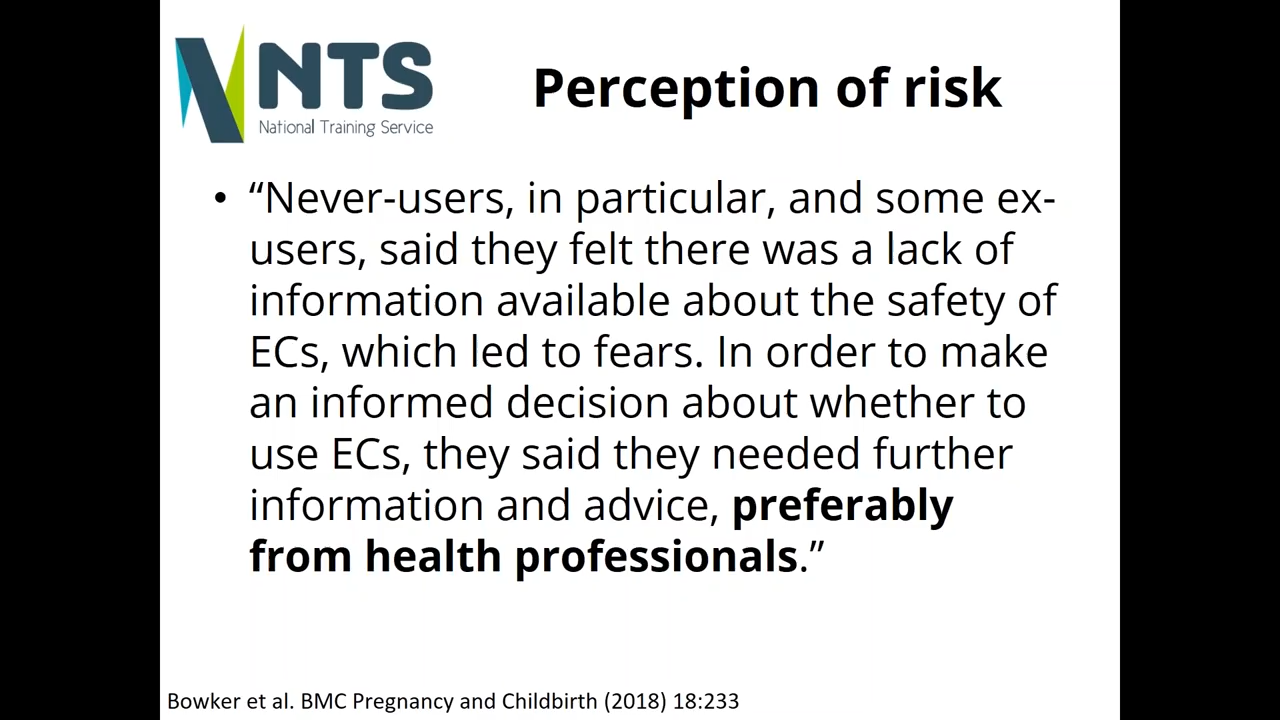 NTS
National Training Service
Perception of risk
• “Never-users, in particular, and some ex-
users, said they felt there was a lack of
information available about the safety of
ECs, which led to fears. In order to make
an informed decision about whether to
use ECs, they said they needed further
information and advice, preferably
from health professionals.”
Bowker et al. BMC Pregnancy and Childbirth (2018) 18:233